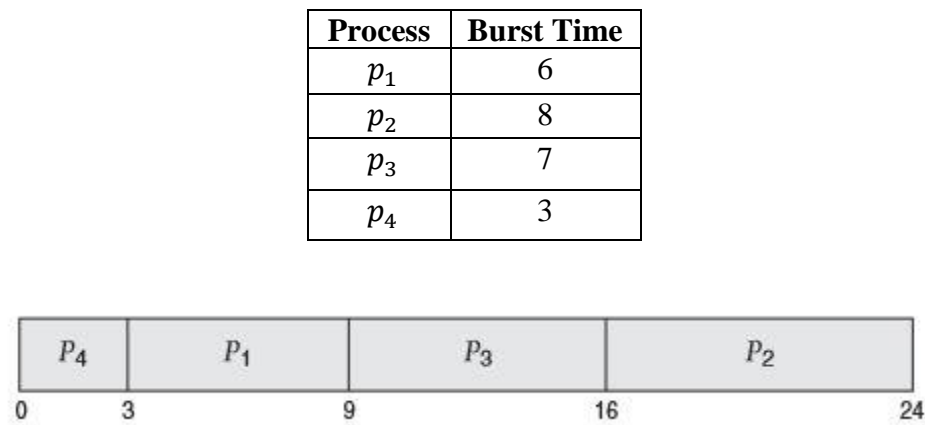 Process Burst Time
p₁ 6
p₂ 8
p₃ 7
p₄ 3
P₄ P₁ P₃ P₂
0 3 9 16 24